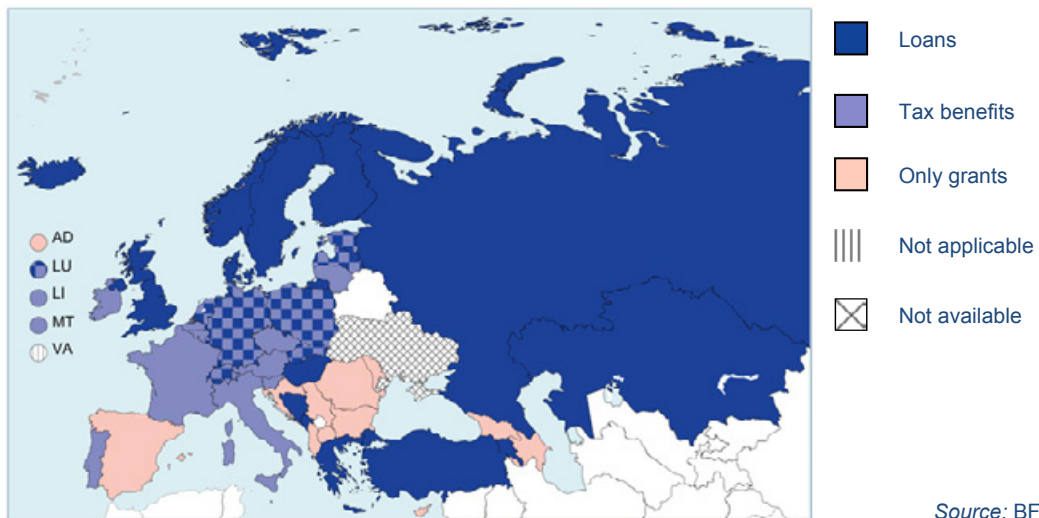 AD
LU
LI
MT
VA
Loans
Tax benefits
Only grants
Not applicable
Not available
Source: BF